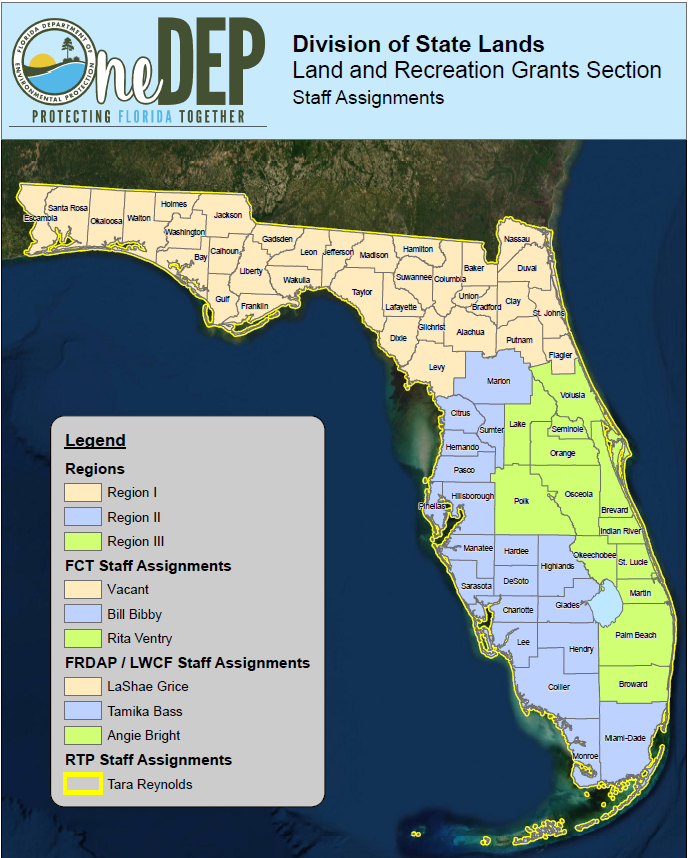 FLORIDA DEPARTMENT OF
ENVIRONMENTAL PROTECTION
OneDEP
PROTECTING FLORIDA TOGETHER
Division of State Lands
Land and Recreation Grants Section
Staff Assignments
Escambia
Santa Rosa
Okaloosa
Walton
Holmes
Washington
Jackson
Bay
Calhoun
Gulf
Liberty
Gadsden
Franklin
Leon
Wakulla
Jefferson
Madison
Taylor
Hamilton
Suwannee
Lafayette
Dixie
Columbia
Gilchrist
Levy
Baker
Union
Bradford
Alachua
Nassau
Duval
Clay
St. Johns
Putnam
Flagler
Marion
Volusia
Citrus
Sumter
Lake
Seminole
Hernando
Orange
Pasco
Hillsborough
Pinellas
Polk
Osceola
Brevard
Indian River
Manatee
Hardee
Highlands
Okeechobee
St. Lucie
Sarasota
DeSoto
Martin
Charlotte
Glades
Lee
Hendry
Palm Beach
Collier
Broward
Monroe
Miami-Dade
Legend
Regions
Region I
Region II
Region III
FCT Staff Assignments
Vacant
Bill Bibby
Rita Ventry
FRDAP / LWCF Staff Assignments
LaShae Grice
Tamika Bass
Angie Bright
RTP Staff Assignments
Tara Reynolds